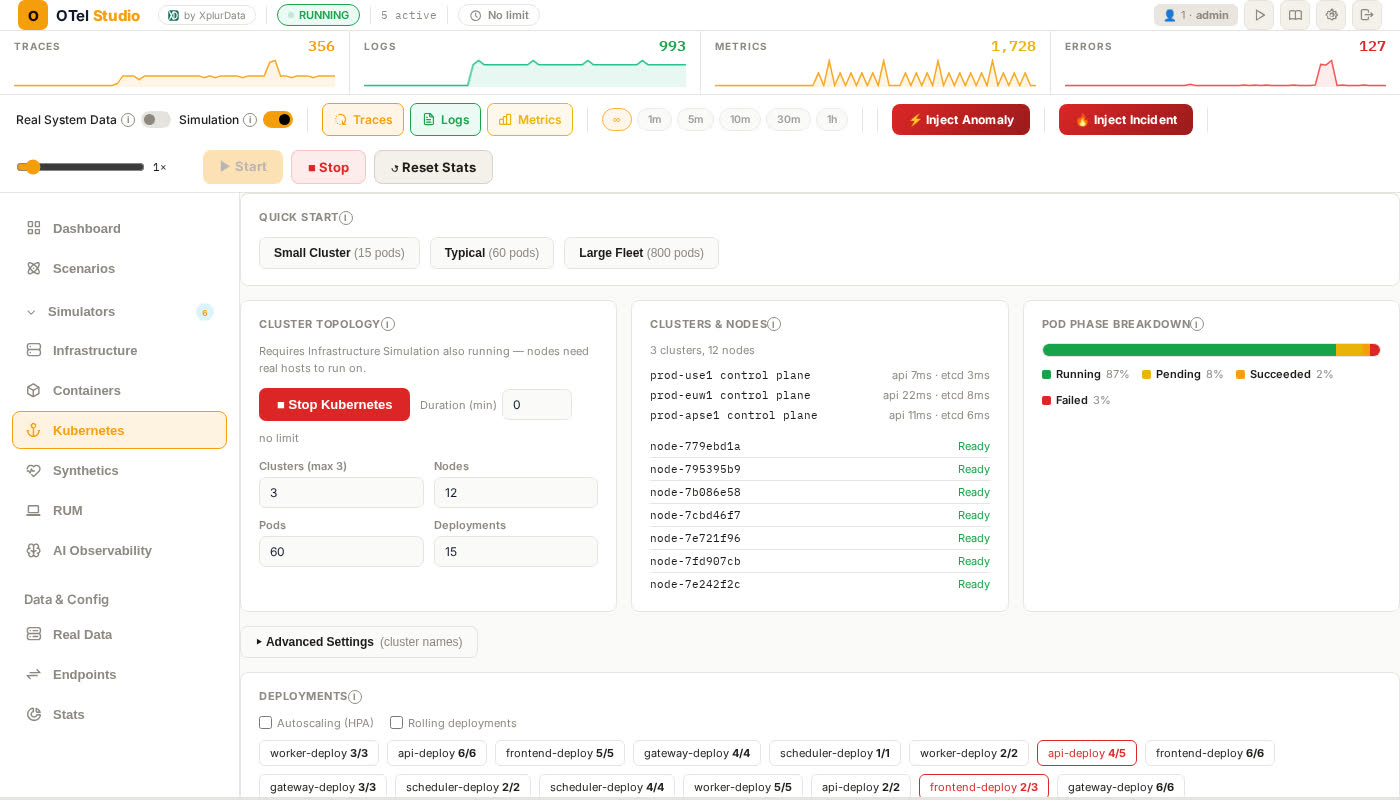 O OTel Studio by XplurData RUNNING 5 active No limit 1 · admin
TRACES 356 LOGS 993 METRICS 1,728 ERRORS 127
Real System Data i Simulation i Traces Logs Metrics ∞ 1m 5m 10m 30m 1h ⚡ Inject Anomaly 🔥 Inject Incident
1× ▶ Start ■ Stop ↺ Reset Stats
Dashboard
Scenarios
Simulators 6
Infrastructure
Containers
Kubernetes
Synthetics
RUM
AI Observability
Data & Config
Real Data
Endpoints
Stats
QUICK START i
Small Cluster (15 pods) Typical (60 pods) Large Fleet (800 pods)
CLUSTER TOPOLOGY i
Requires Infrastructure Simulation also running — nodes need
real hosts to run on.
■ Stop Kubernetes Duration (min) 0
no limit
Clusters (max 3) Nodes
3 12
Pods Deployments
60 15
CLUSTERS & NODES i
3 clusters, 12 nodes
prod-use1 control plane api 7ms · etcd 3ms
prod-euw1 control plane api 22ms · etcd 8ms
prod-apse1 control plane api 11ms · etcd 6ms
node-779ebd1a Ready
node-795395b9 Ready
node-7b086e58 Ready
node-7cbd46f7 Ready
node-7e721f96 Ready
node-7fd907cb Ready
node-7e242f2c Ready
POD PHASE BREAKDOWN i
Running 87% Pending 8% Succeeded 2%
Failed 3%
▸ Advanced Settings (cluster names)
DEPLOYMENTS i
Autoscaling (HPA) Rolling deployments
worker-deploy 3/3 api-deploy 6/6 frontend-deploy 5/5 gateway-deploy 4/4 scheduler-deploy 1/1 worker-deploy 2/2 api-deploy 4/5 frontend-deploy 6/6
gateway-deploy 3/3 scheduler-deploy 2/2 scheduler-deploy 4/4 worker-deploy 5/5 api-deploy 2/2 frontend-deploy 2/3 gateway-deploy 6/6